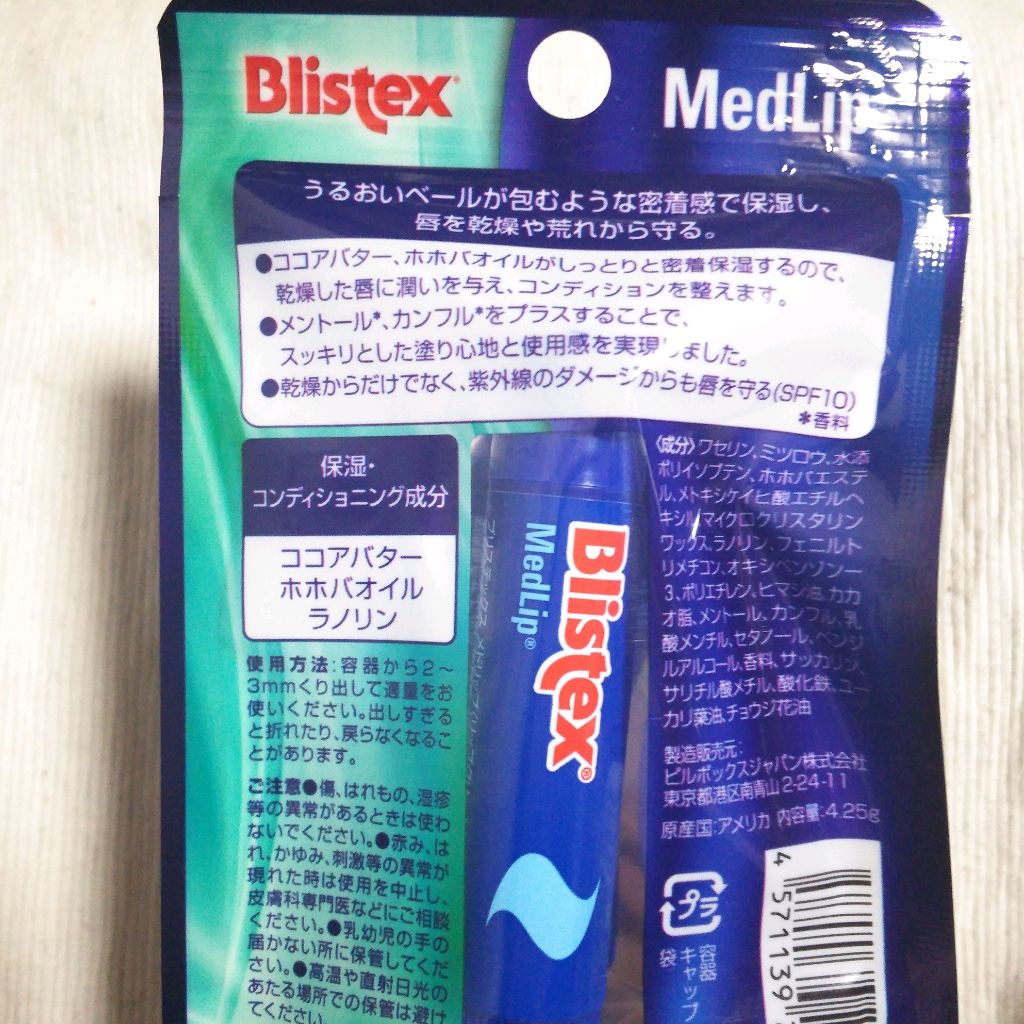 Blistex®
MedLip
うるおいベールが包むような密着感で保湿し、
唇を乾燥や荒れから守る。
●ココアバター、ホホバオイルがしっとりと密着保湿するので、
乾燥した唇に潤いを与え、コンディションを整えます。
●メントール*、カンフル*をプラスすることで、
スッキリとした塗り心地と使用感を実現しました。
●乾燥からだけでなく、紫外線のダメージからも唇を守る(SPF10)
*香料
保湿・
コンディショニング成分
ココアバター
ホホバオイル
ラノリン
使用方法:容器から2~
3mmくり出して適量をお
使いください。出しすぎる
と折れたり、戻らなくなるこ
とがあります。
ご注意●傷、はれもの、湿疹
等の異常があるときは使わ
ないでください。●赤み、は
れ、かゆみ、刺激等の異常が
現れた時は使用を中止し、
皮膚科専門医などにご相談
ください。●乳幼児の手の
届かない所に保管してくだ
さい。●高温や直射日光の
あたる場所での保管は避け
てください。
Blistex®
MedLip®
〈成分〉ワセリン、ミツロウ、水添
ポリイソブテン、ホホバエステ
ル、メトキシケイヒ酸エチルヘ
キシル、マイクロクリスタリン
ワックス、ラノリン、フェニルト
リメチコン、オキシベンゾン-
3、ポリエチレン、ヒマシ油、カカ
オ脂、メントール、カンフル、乳
酸メンチル、セタノール、ベンジ
ルアルコール、香料、サッカリン、
サリチル酸メチル、酸化鉄、ユー
カリ葉油、チョウジ花油
製造販売元:
ピルボックスジャパン株式会社
東京都港区南青山2-24-11
原産国:アメリカ 内容量:4.25g
プラ
容器
キャップ
袋
4 571139